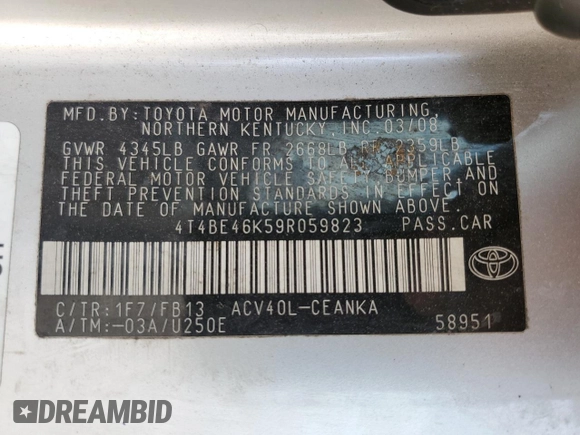 MFD. BY: TOYOTA MOTOR MANUFACTURING,
NORTHERN KENTUCKY, INC. 03/08
GVWR 4345LB GAWR FR 2668LB RR 2359LB
THIS VEHICLE CONFORMS TO ALL APPLICABLE
FEDERAL MOTOR VEHICLE SAFETY, BUMPER, AND
THEFT PREVENTION STANDARDS IN EFFECT ON
THE DATE OF MANUFACTURE SHOWN ABOVE.
4T4BE46K59R059823 PASS. CAR
C/TR: 1F7/FB13 ACV40L-CEANKA
A/TM:-03A/U250E 58951
TOYOTA
DREAMBID